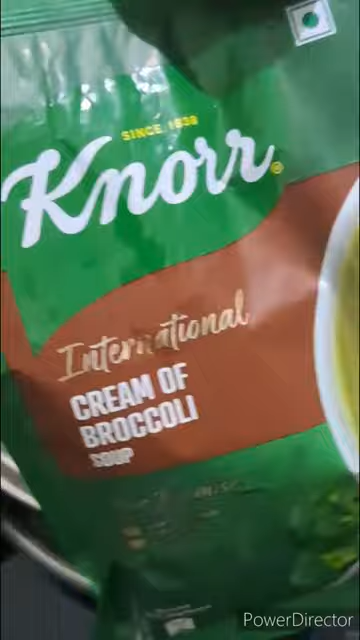 SINCE 1838
Knorr®
International
CREAM OF
BROCCOLI
SOUP
PowerDirector